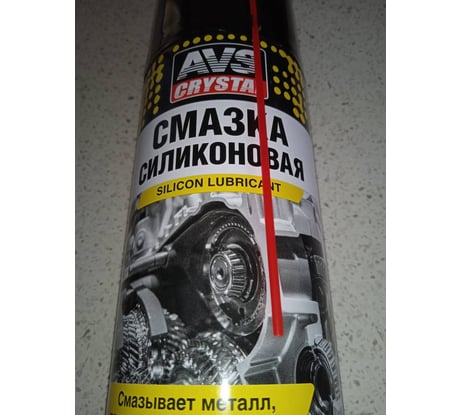 AVS
CRYSTAL
СМАЗКА
СИЛИКОНОВАЯ
SILICON LUBRICANT
Смазывает металл,